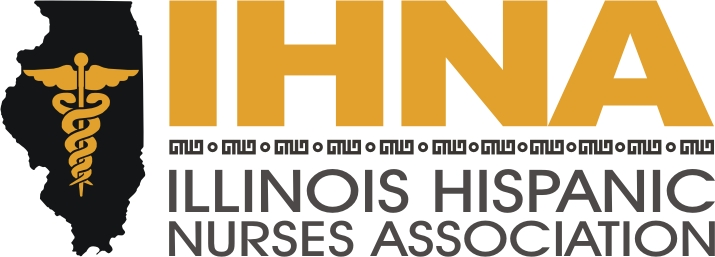 IHNA
ILLINOIS HISPANIC
NURSES ASSOCIATION